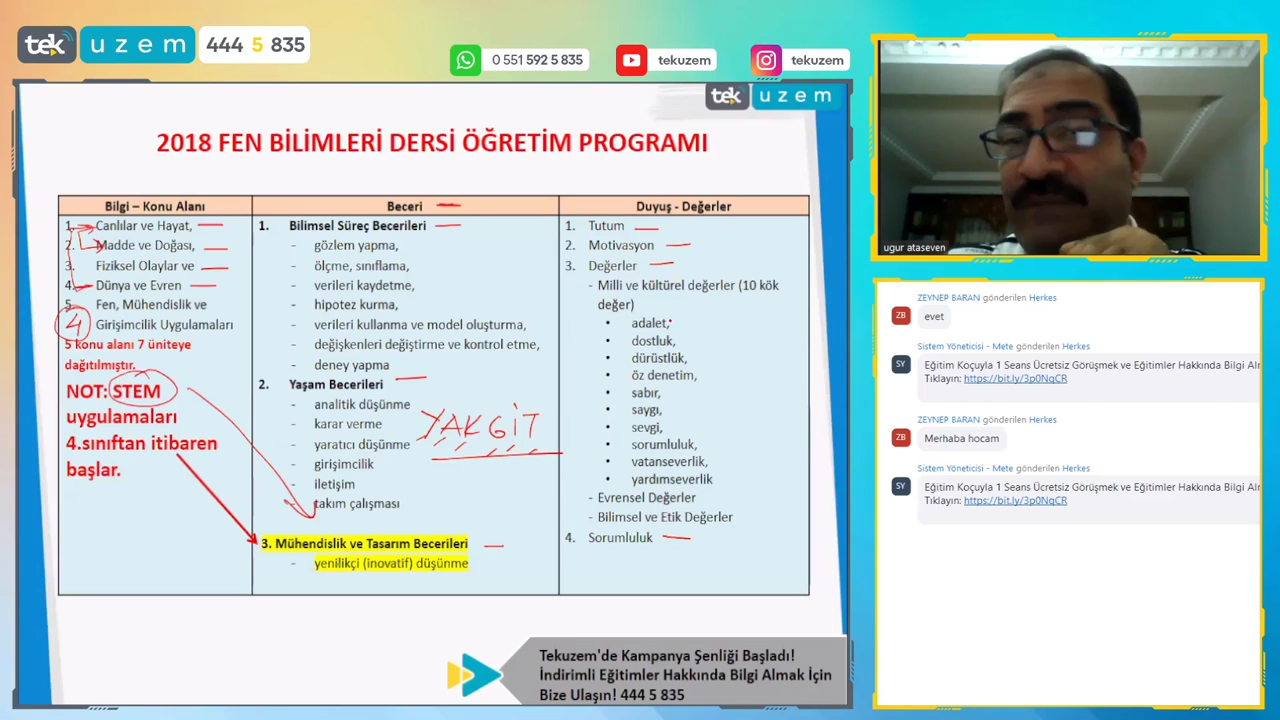 tek uzem 444 5 835
0 551 592 5 835
tekuzem
tekuzem
tek uzem
2018 FEN BİLİMLERİ DERSİ ÖĞRETİM PROGRAMI
Bilgi – Konu Alanı
1. Canlılar ve Hayat,
2. Madde ve Doğası,
3. Fiziksel Olaylar ve
4. Dünya ve Evren
5. Fen, Mühendislik ve
4 Girişimcilik Uygulamaları
5 konu alanı 7 üniteye
dağıtılmıştır.
NOT: STEM
uygulamaları
4.sınıftan itibaren
başlar.
Beceri
1. Bilimsel Süreç Becerileri
- gözlem yapma,
- ölçme, sınıflama,
- verileri kaydetme,
- hipotez kurma,
- verileri kullanma ve model oluşturma,
- değişkenleri değiştirme ve kontrol etme,
- deney yapma
2. Yaşam Becerileri
- analitik düşünme
- karar verme
- yaratıcı düşünme
- girişimcilik
- iletişim
- takım çalışması
YAKGİT
3. Mühendislik ve Tasarım Becerileri
- yenilikçi (inovatif) düşünme
Duyuş - Değerler
1. Tutum
2. Motivasyon
3. Değerler
- Milli ve kültürel değerler (10 kök
değer)
• adalet,
• dostluk,
• dürüstlük,
• öz denetim,
• sabır,
• saygı,
• sevgi,
• sorumluluk,
• vatanseverlik,
• yardımseverlik
- Evrensel Değerler
- Bilimsel ve Etik Değerler
4. Sorumluluk
Tekuzem'de Kampanya Şenliği Başladı!
İndirimli Eğitimler Hakkında Bilgi Almak İçin
Bize Ulaşın! 444 5 835
ugur ataseven
ZEYNEP BARAN gönderilen Herkes
ZB evet
Sistem Yöneticisi - Mete gönderilen Herkes
SY Eğitim Koçuyla 1 Seans Ücretsiz Görüşmek ve Eğitimler Hakkında Bilgi Alr
Tıklayın: https://bit.ly/3p0NqCR
ZEYNEP BARAN gönderilen Herkes
ZB Merhaba hocam
Sistem Yöneticisi - Mete gönderilen Herkes
SY Eğitim Koçuyla 1 Seans Ücretsiz Görüşmek ve Eğitimler Hakkında Bilgi Alr
Tıklayın: https://bit.ly/3p0NqCR